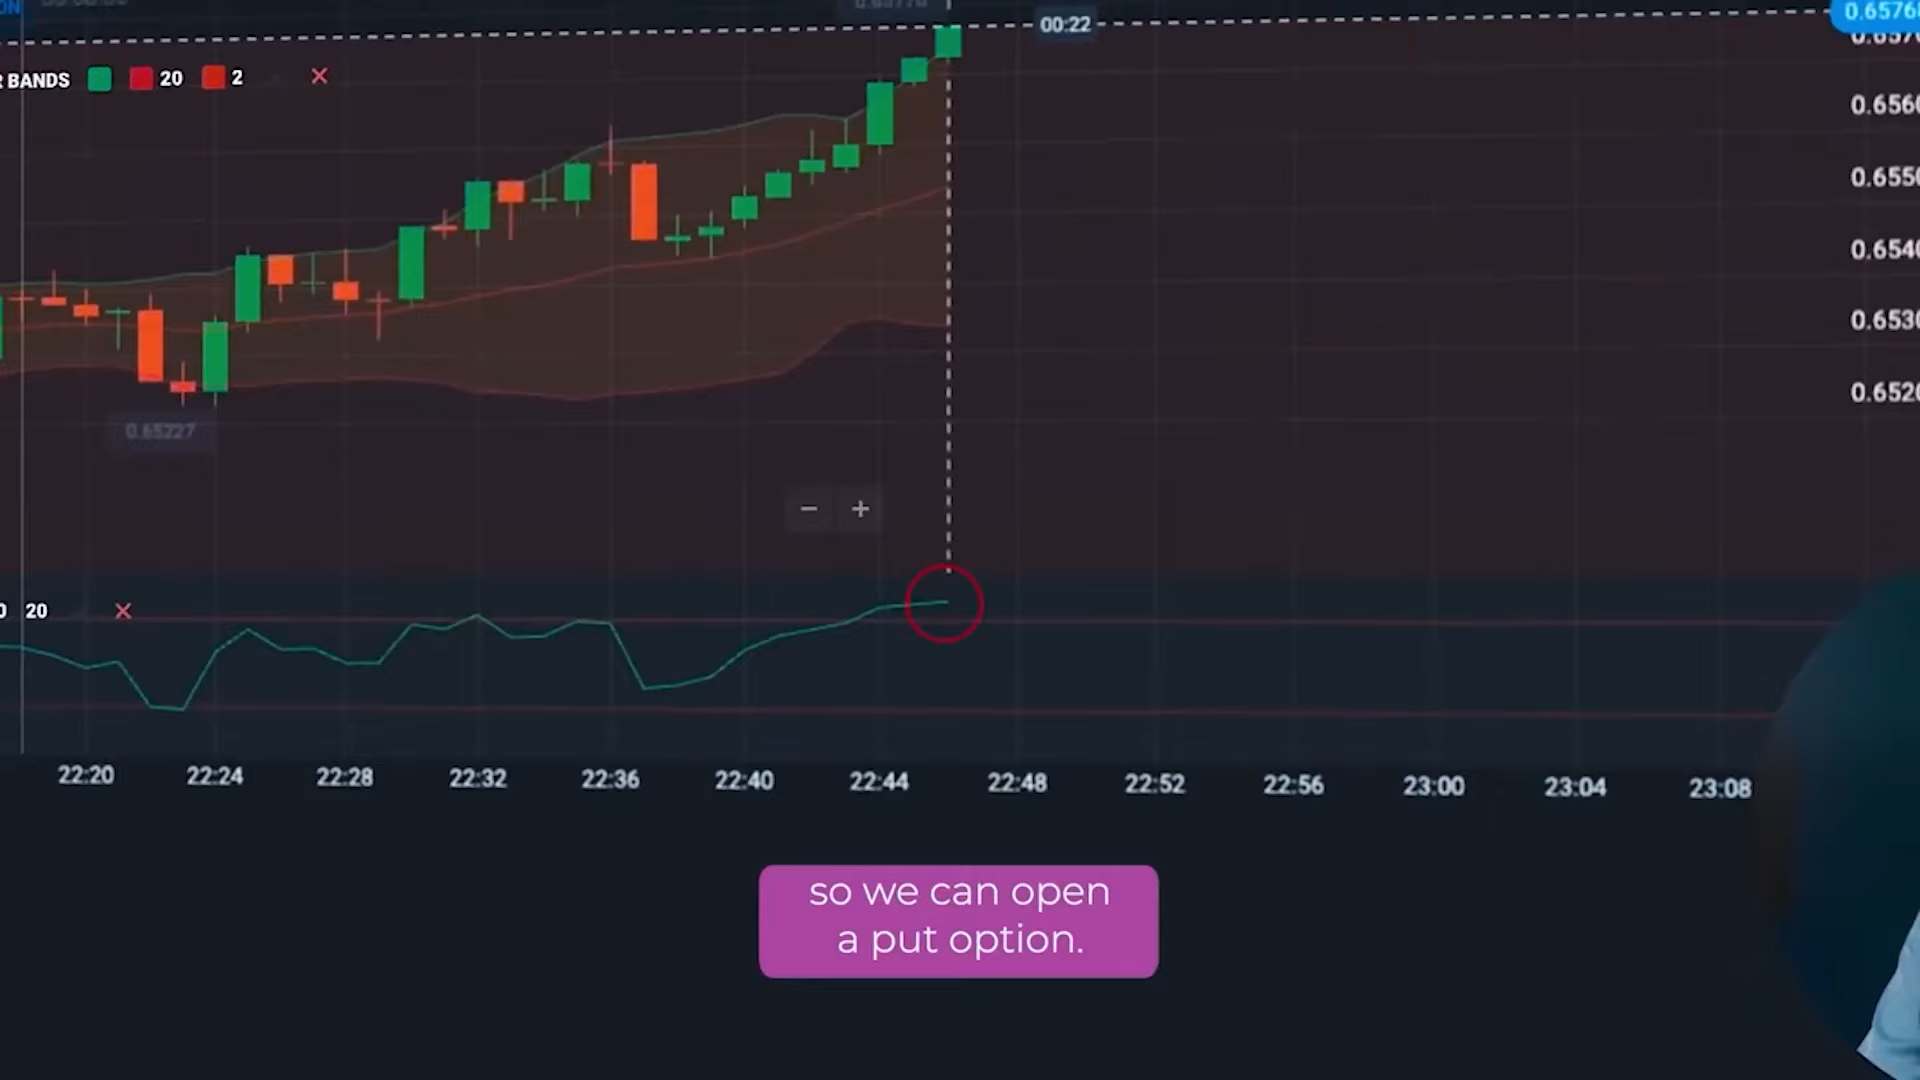 00:22
0.6576
R BANDS 20 2
0.6560
0.6550
0.6540
0.6530
0.6520
0.65227
− +
20
22:20 22:24 22:28 22:32 22:36 22:40 22:44 22:48 22:52 22:56 23:00 23:04 23:08
so we can open
a put option.